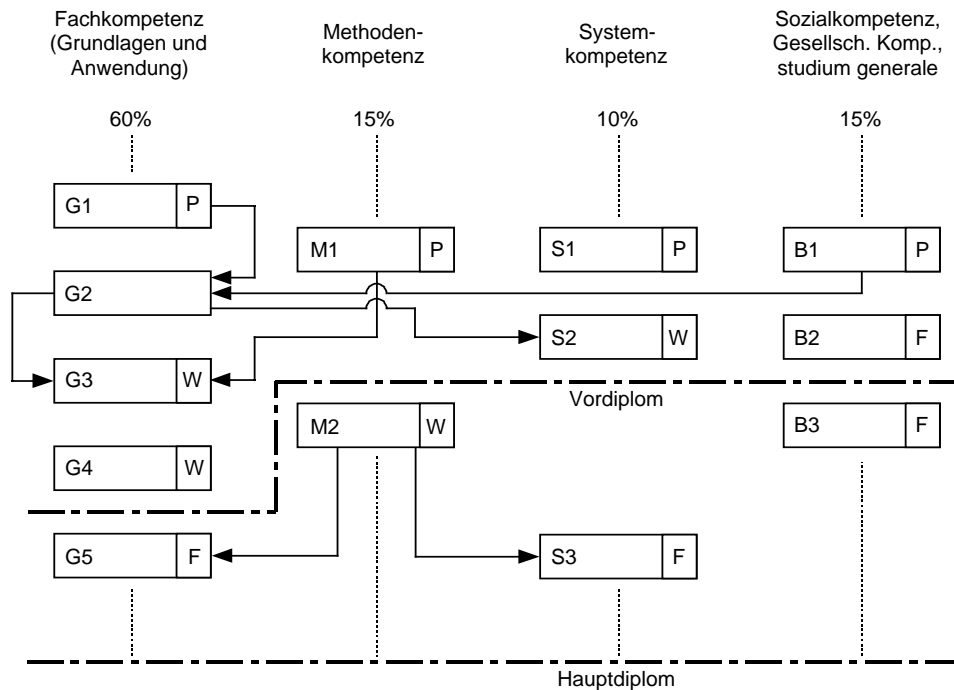 Fachkompetenz
(Grundlagen und
Anwendung)
Methoden-
kompetenz
System-
kompetenz
Sozialkompetenz,
Gesellsch. Komp.,
studium generale
60%
15%
10%
15%
G1 P
M1 P
S1 P
B1 P
G2
S2 W
B2 F
G3 W
Vordiplom
M2 W
B3 F
G4 W
G5 F
S3 F
Hauptdiplom